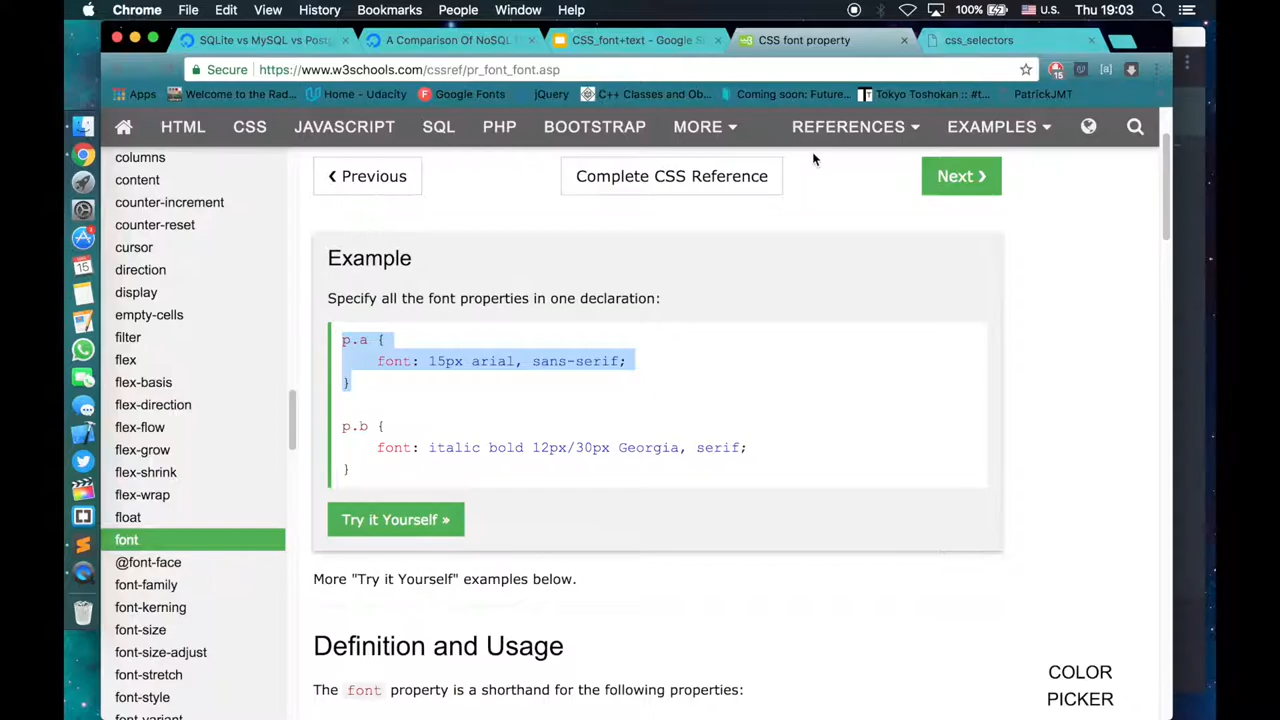 Chrome File Edit View History Bookmarks People Window Help 100% U.S. Thu 19:03
SQLite vs MySQL vs Post A Comparison Of NoSQL CSS_font+text - Google S CSS font property css_selectors
Secure https://www.w3schools.com/cssref/pr_font_font.asp 15
Apps Welcome to the Rad... Home - Udacity Google Fonts jQuery C++ Classes and Ob... Coming soon: Future... Tokyo Toshokan :: #t... PatrickJMT
HTML CSS JAVASCRIPT SQL PHP BOOTSTRAP MORE REFERENCES EXAMPLES
columns
content
counter-increment
counter-reset
cursor
direction
display
empty-cells
filter
flex
flex-basis
flex-direction
flex-flow
flex-grow
flex-shrink
flex-wrap
float
font
@font-face
font-family
font-kerning
font-size
font-size-adjust
font-stretch
font-style
font-variant
❮ Previous Complete CSS Reference Next ❯
Example
Specify all the font properties in one declaration:
p.a {
font: 15px arial, sans-serif;
}
p.b {
font: italic bold 12px/30px Georgia, serif;
}
Try it Yourself »
More "Try it Yourself" examples below.
Definition and Usage
The font property is a shorthand for the following properties:
COLOR
PICKER